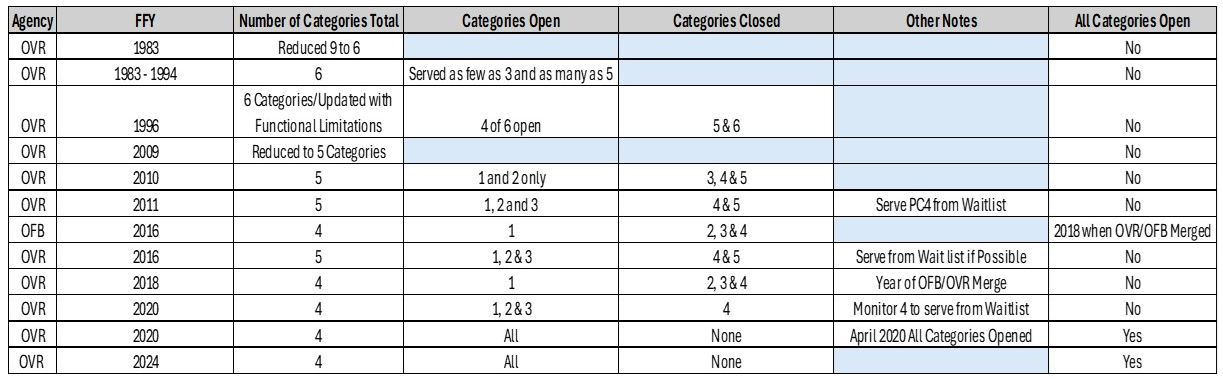 Agency FFY Number of Categories Total Categories Open Categories Closed Other Notes All Categories Open
OVR 1983 Reduced 9 to 6 No
OVR 1983 - 1994 6 Served as few as 3 and as many as 5 No
6 Categories/Updated with
OVR 1996 Functional Limitations 4 of 6 open 5 & 6 No
OVR 2009 Reduced to 5 Categories No
OVR 2010 5 1 and 2 only 3, 4 & 5 No
OVR 2011 5 1, 2 and 3 4 & 5 Serve PC4 from Waitlist No
OFB 2016 4 1 2, 3 & 4 2018 when OVR/OFB Merged
OVR 2016 5 1, 2 & 3 4 & 5 Serve from Wait list if Possible No
OVR 2018 4 1 2, 3 & 4 Year of OFB/OVR Merge No
OVR 2020 4 1, 2 & 3 4 Monitor 4 to serve from Waitlist No
OVR 2020 4 All None April 2020 All Categories Opened Yes
OVR 2024 4 All None Yes